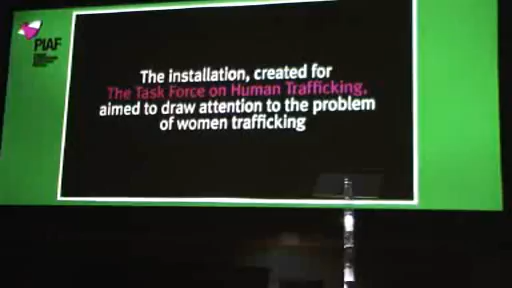 PIAF
The installation, created for
The Task Force on Human Trafficking,
aimed to draw attention to the problem
of women trafficking